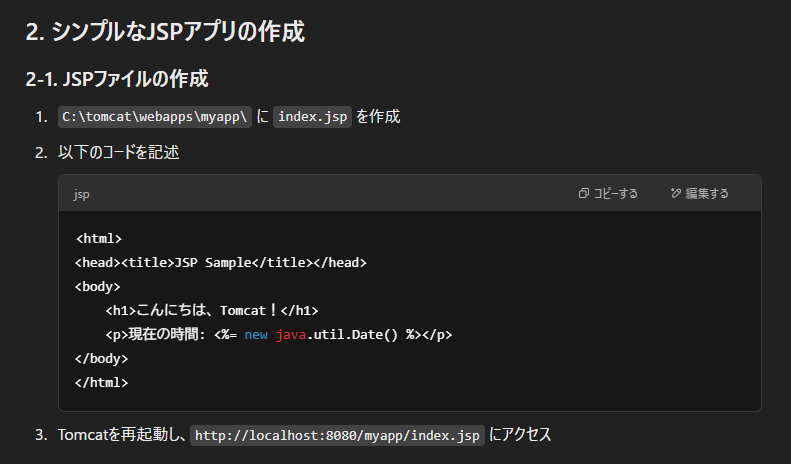 2. シンプルなJSPアプリの作成
2-1. JSPファイルの作成
1. C:\tomcat\webapps\myapp\ に index.jsp を作成
2. 以下のコードを記述
jsp コピーする 編集する
<html>
<head><title>JSP Sample</title></head>
<body>
    <h1>こんにちは、Tomcat！</h1>
    <p>現在の時間: <%= new java.util.Date() %></p>
</body>
</html>
3. Tomcatを再起動し、http://localhost:8080/myapp/index.jsp にアクセス